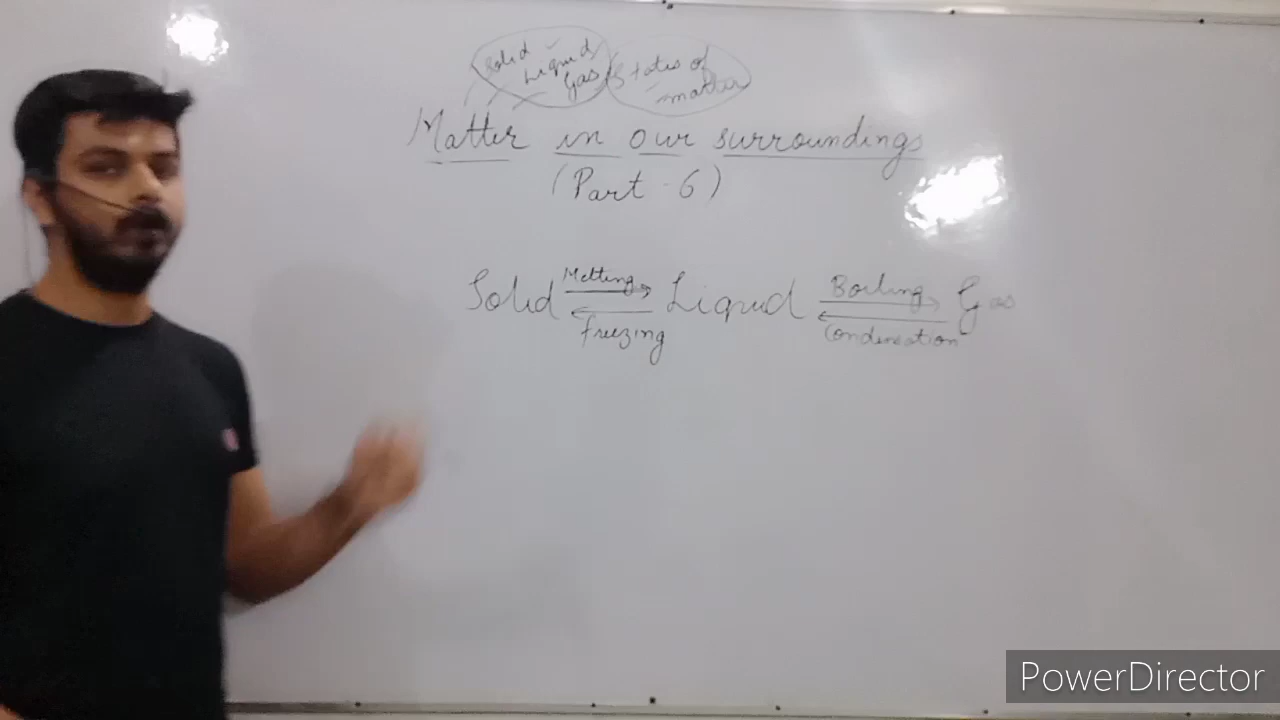 Solid
Liquid
Gas
States of
matter
Matter in our surroundings
(Part - 6)
Solid Melting Liquid Boiling Gas
freezing Condensation
PowerDirector